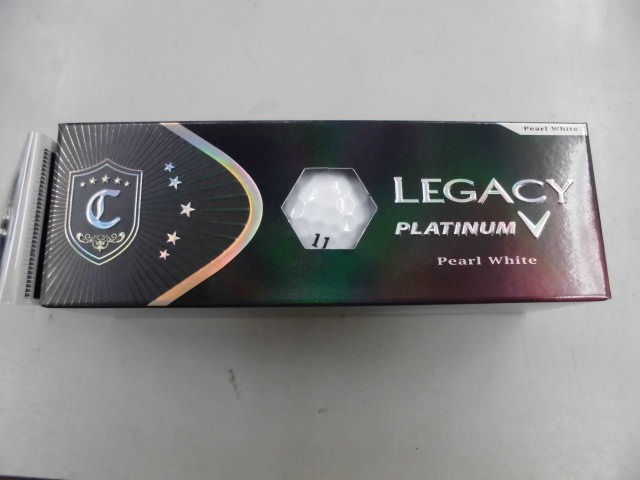 Pearl White
C
LEGACY
PLATINUM V
11
Pearl White